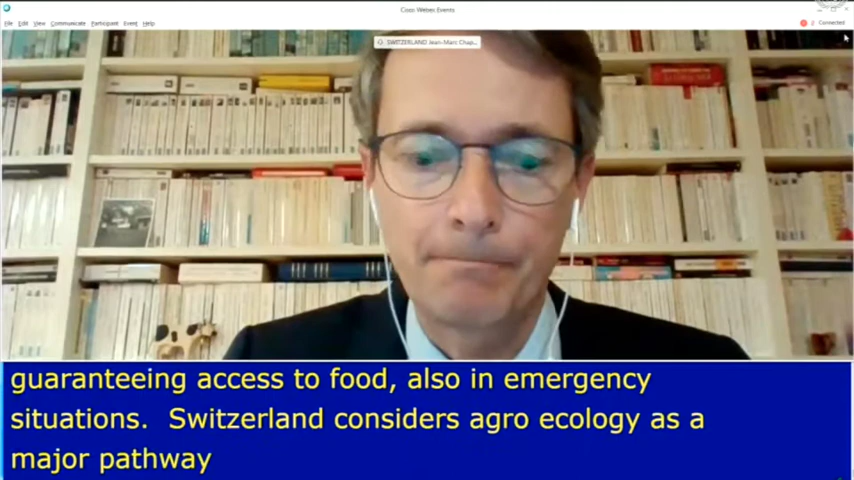 Cisco Webex Events
File Edit View Communicate Participant Event Help
Connected
SWITZERLAND Jean-Marc Chap...
guaranteeing access to food, also in emergency
situations. Switzerland considers agro ecology as a
major pathway